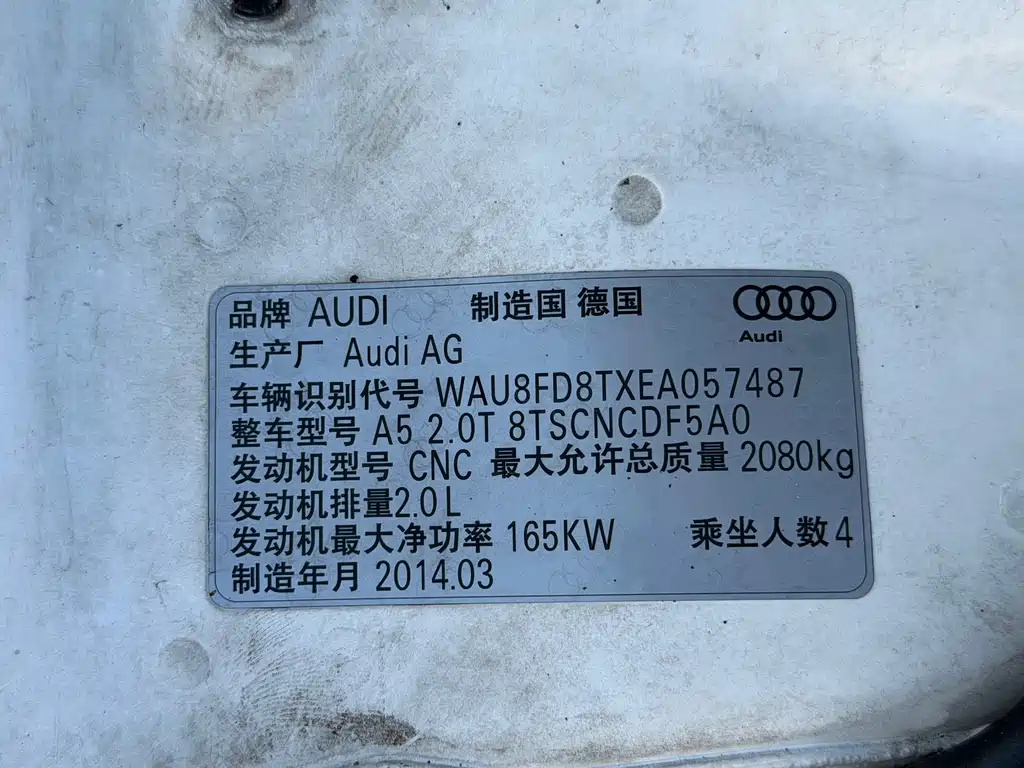 品牌 AUDI 制造国 德国
Audi
生产厂 Audi AG
车辆识别代号 WAU8FD8TXEA057487
整车型号 A5 2.0T 8TSCNCDF5A0
发动机型号 CNC 最大允许总质量 2080kg
发动机排量2.0L
发动机最大净功率 165KW 乘坐人数4
制造年月 2014.03